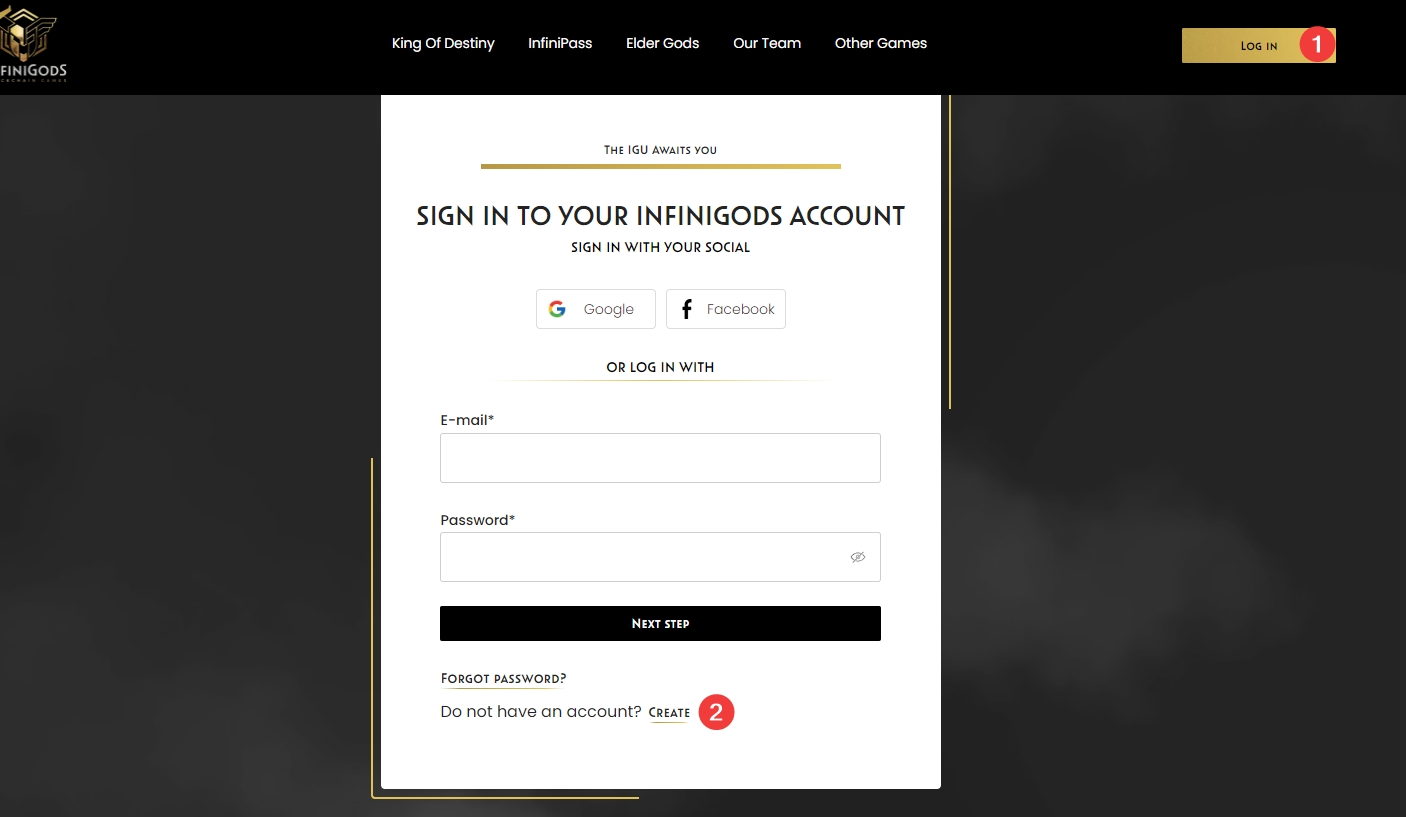 King Of Destiny InfiniPass Elder Gods Our Team Other Games
Log in 1
FINIGODS
The IGU Awaits you
SIGN IN TO YOUR INFINIGODS ACCOUNT
SIGN IN WITH YOUR SOCIAL
Google Facebook
OR LOG IN WITH
E-mail*
Password*
Next step
Forgot password?
Do not have an account? Create 2